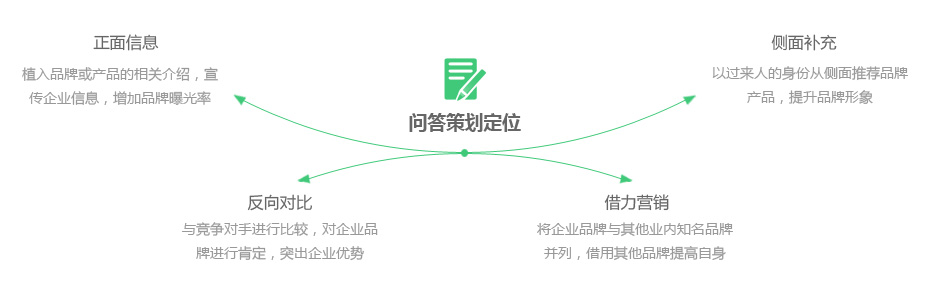 正面信息
植入品牌或产品的相关介绍，宣
传企业信息，增加品牌曝光率
问答策划定位
侧面补充
以过来人的身份从侧面推荐品牌
产品，提升品牌形象
反向对比
与竞争对手进行比较，对企业品
牌进行肯定，突出企业优势
借力营销
将企业品牌与其他业内知名品牌
并列，借用其他品牌提高自身